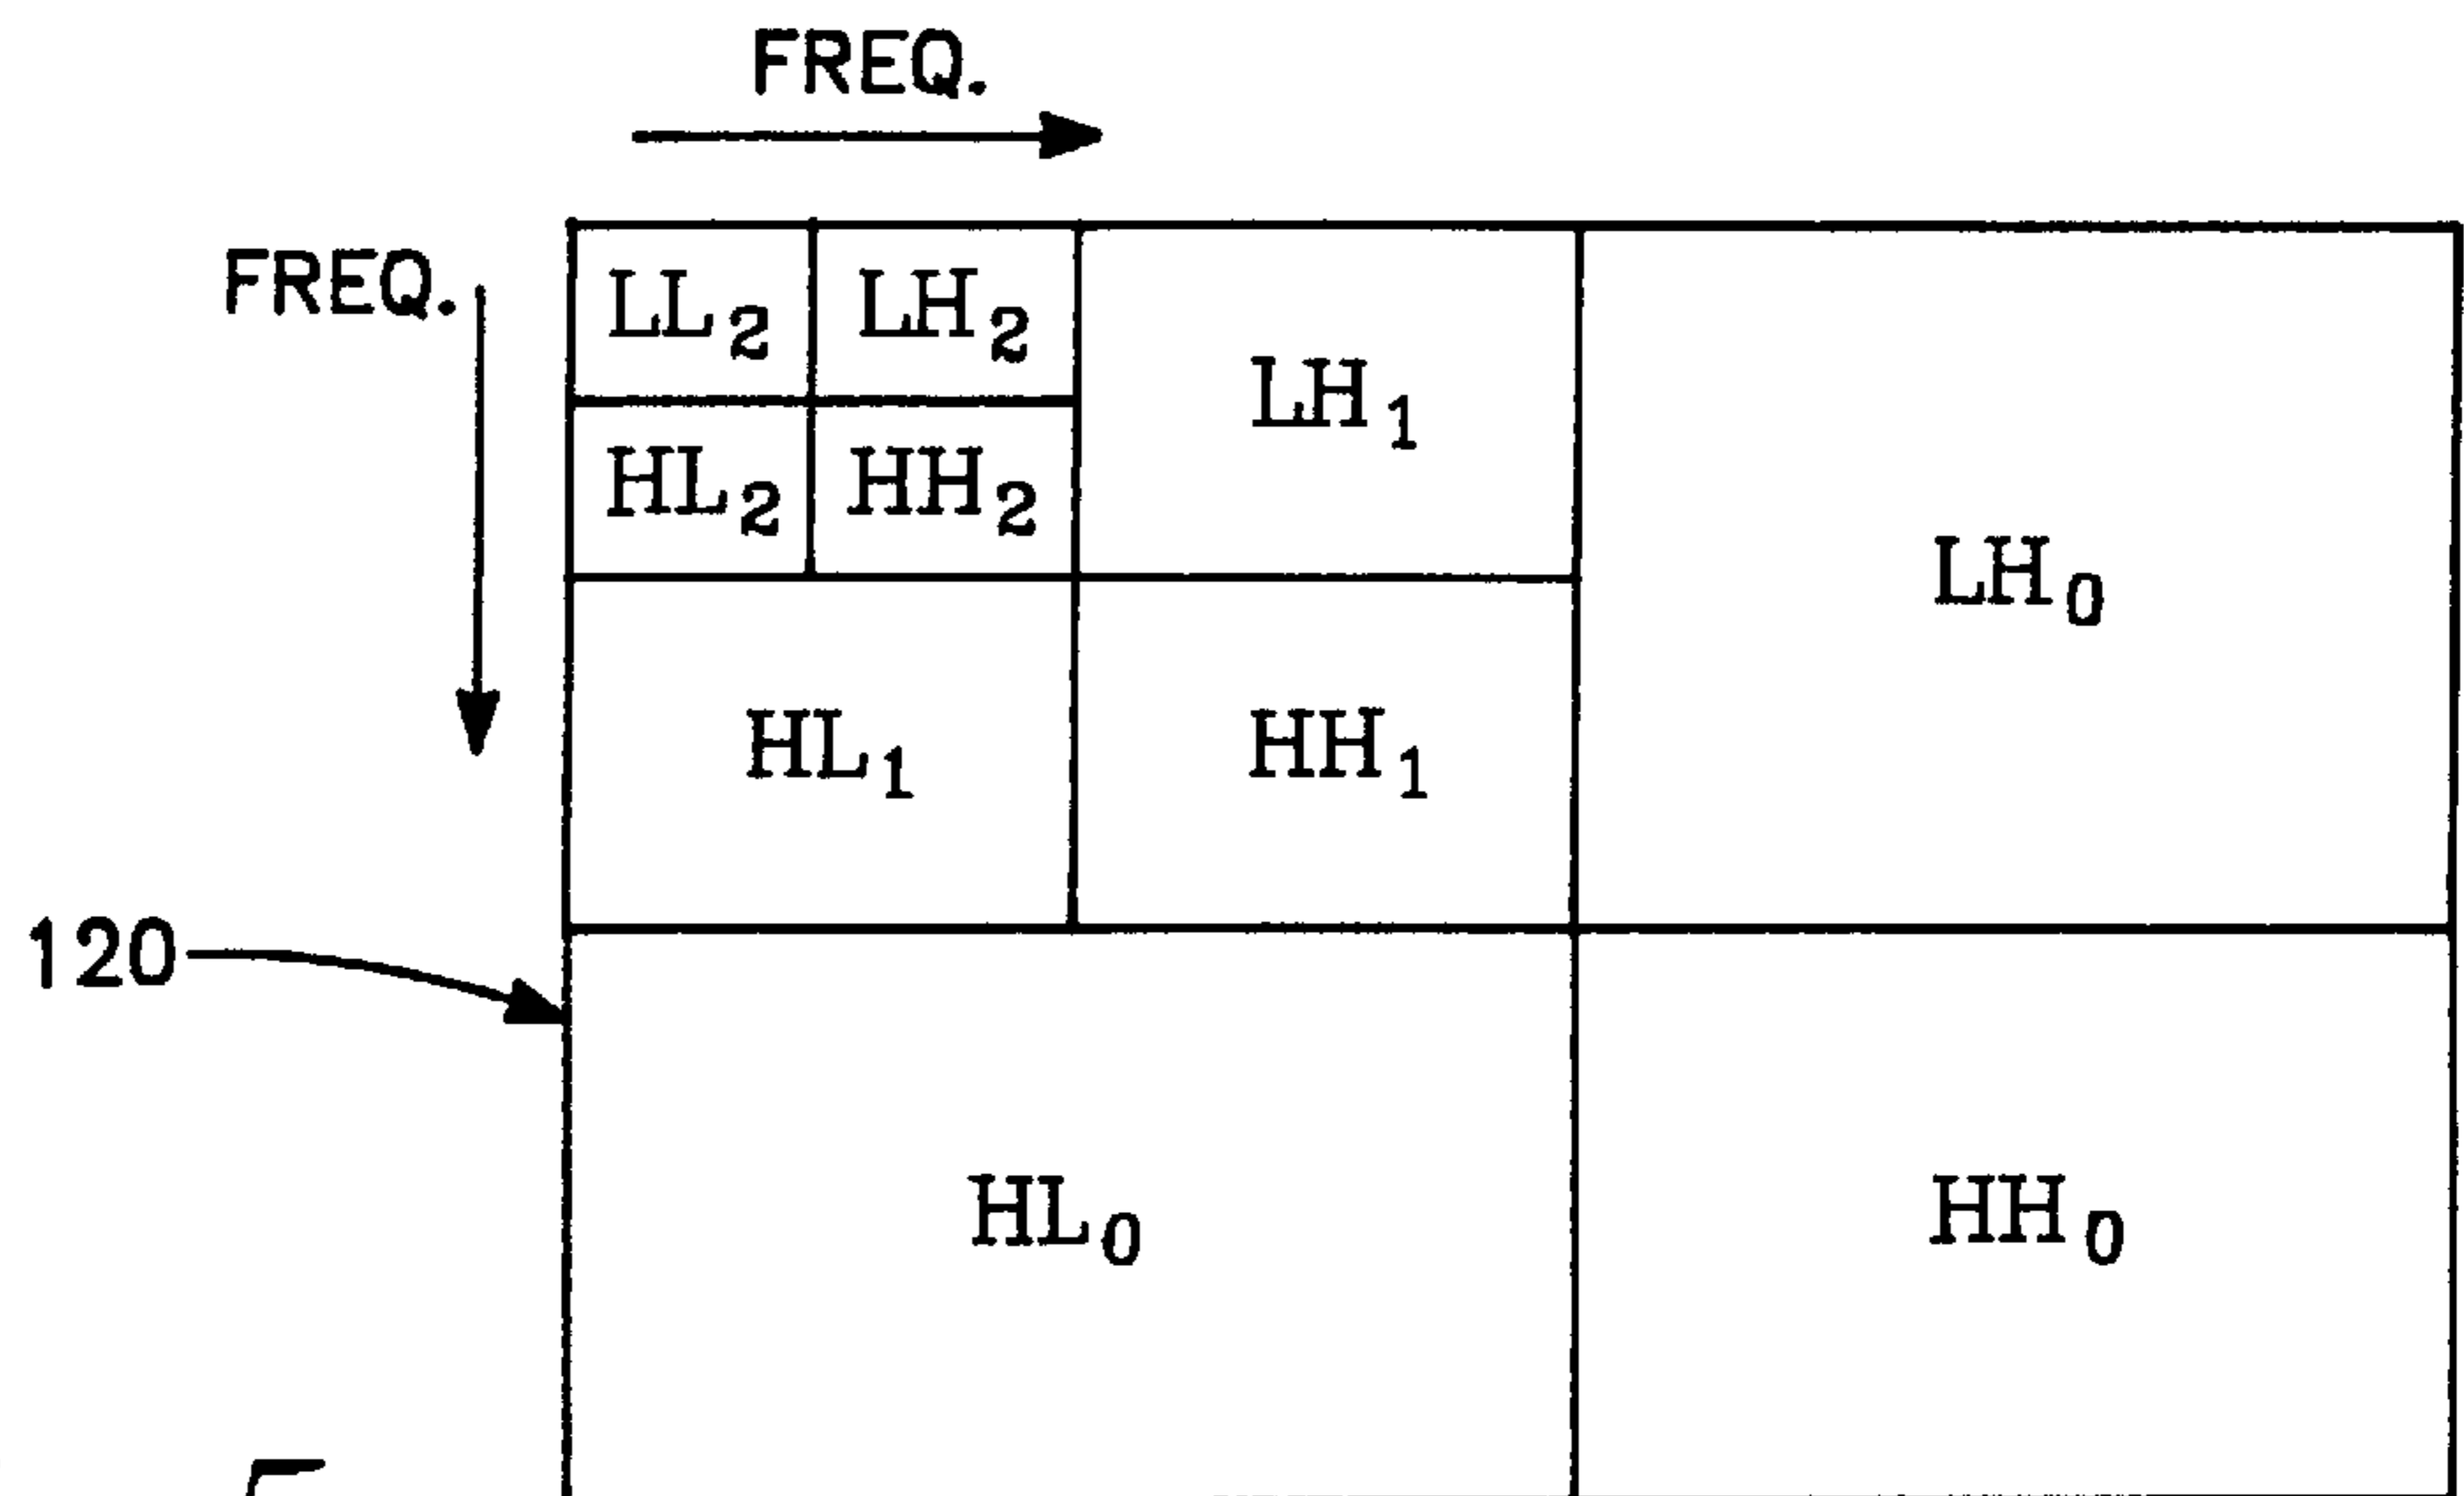 FREQ.
FREQ.
LL₂ LH₂
LH₁
HL₂ HH₂
LH₀
HL₁ HH₁
120
HL₀ HH₀